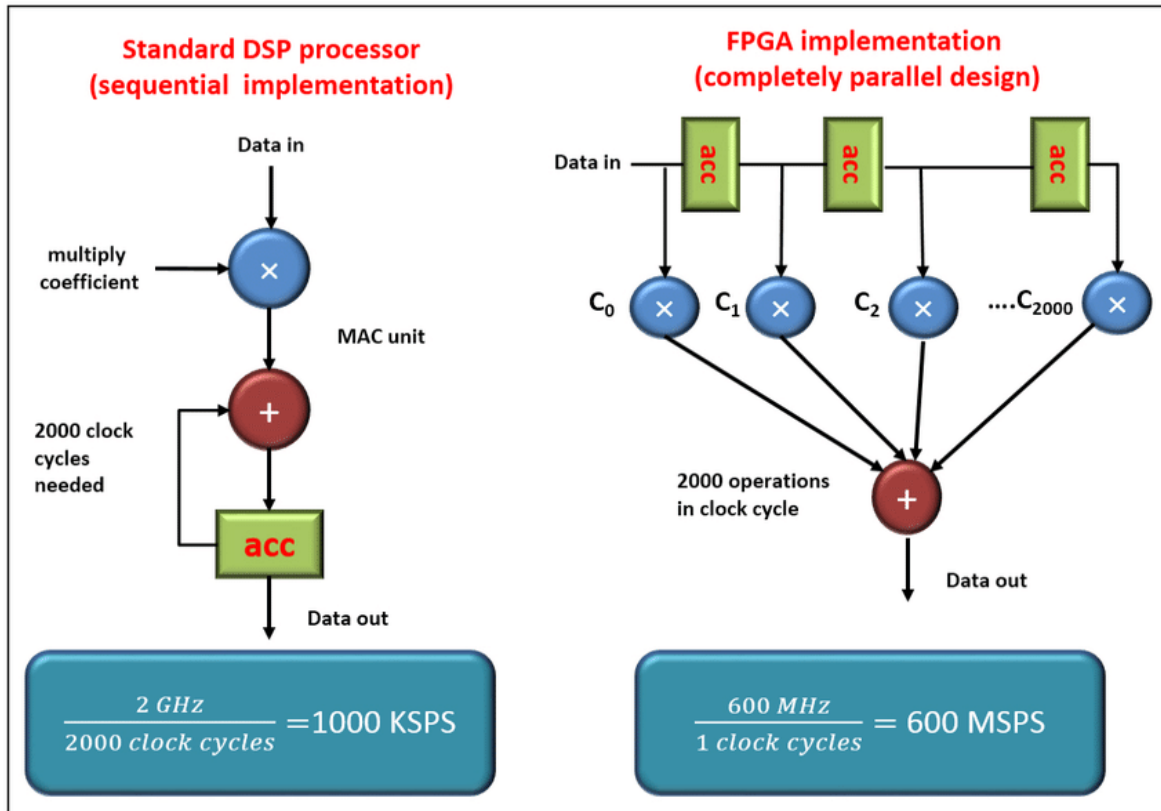 Standard DSP processor
(sequential implementation)
Data in
multiply
coefficient
×
MAC unit
+
2000 clock
cycles
needed
acc
Data out
2 GHz
2000 clock cycles
=1000 KSPS
FPGA implementation
(completely parallel design)
Data in
acc
acc
acc
C₀
×
C₁
×
C₂
×
....C₂₀₀₀
×
2000 operations
in clock cycle
+
Data out
600 MHz
1 clock cycles
= 600 MSPS